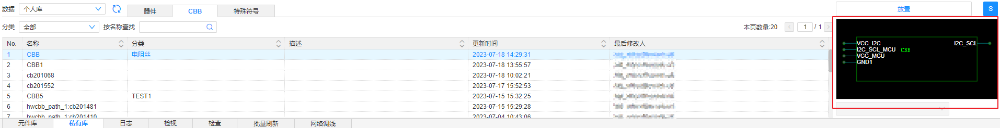 数据 个人库 器件 CBB 特殊符号 放置 S
分类 全部 按名称查找 本页数量:20 1 / 1
No. 名称 分类 描述 更新时间 最后修改人
1 CBB 电阻丝 2023-07-18 14:29:31
2 CBB1 2023-07-18 13:55:57
3 cb201068 2023-07-18 10:02:21
4 cb201552 2023-07-17 15:52:53
5 CBB5 TEST1 2023-07-15 15:32:25
6 hwcbb_path_1:cb201481 2023-07-15 15:29:28
7 hwcbb_path_1:cb201410 2023-07-04 10:43:06
VCC_I2C I2C_SCL
I2C_SCL_MCU CBB
VCC_MCU
GND1
元件库 私有库 日志 检视 检查 批量刷新 网络调线